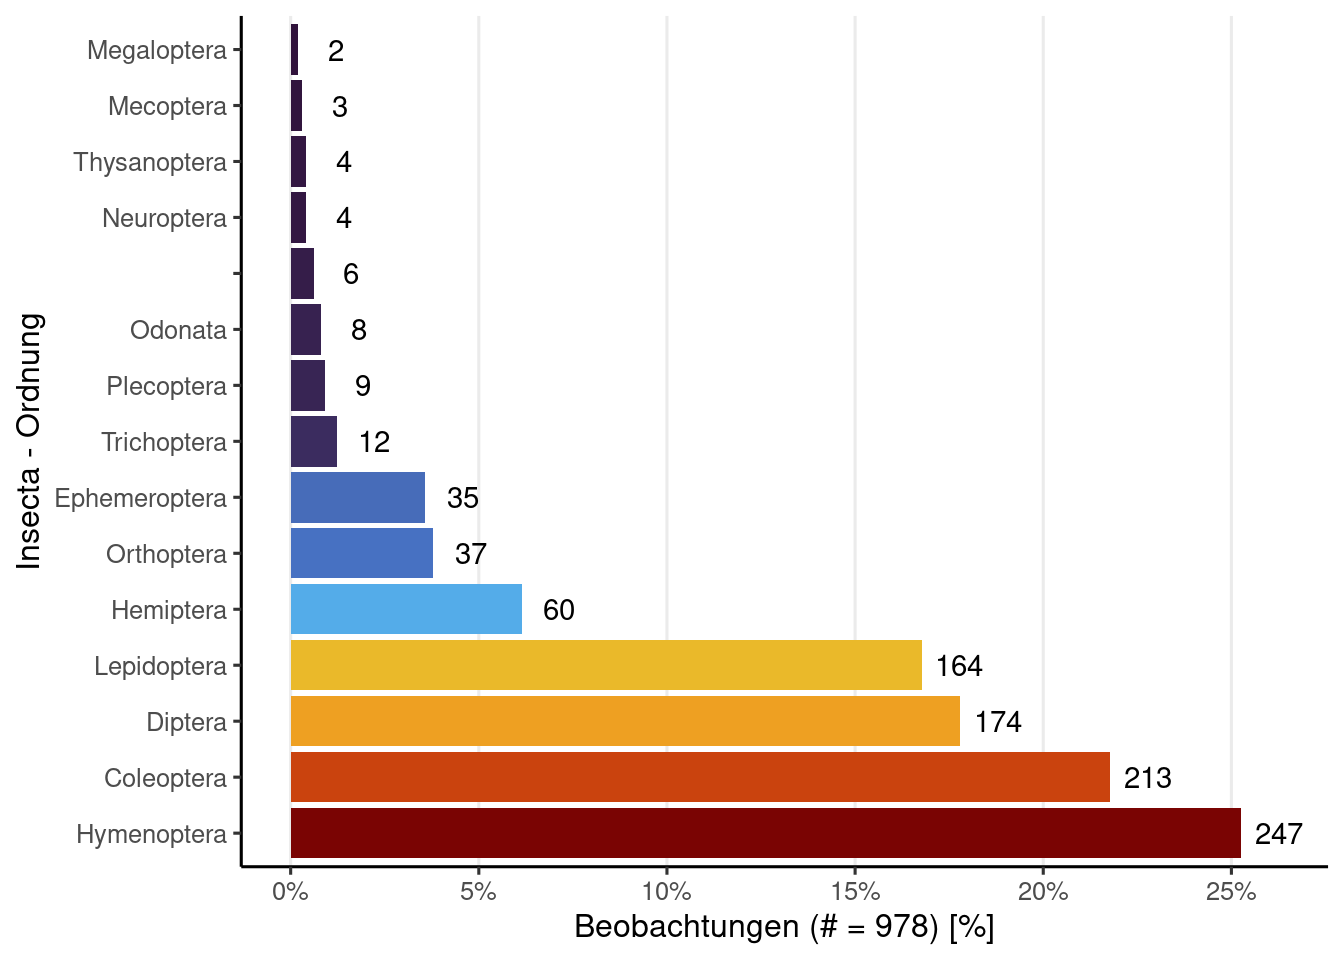 Insecta - Ordnung
Megaloptera 2
Mecoptera 3
Thysanoptera 4
Neuroptera 4
6
Odonata 8
Plecoptera 9
Trichoptera 12
Ephemeroptera 35
Orthoptera 37
Hemiptera 60
Lepidoptera 164
Diptera 174
Coleoptera 213
Hymenoptera 247
0% 5% 10% 15% 20% 25%
Beobachtungen (# = 978) [%]